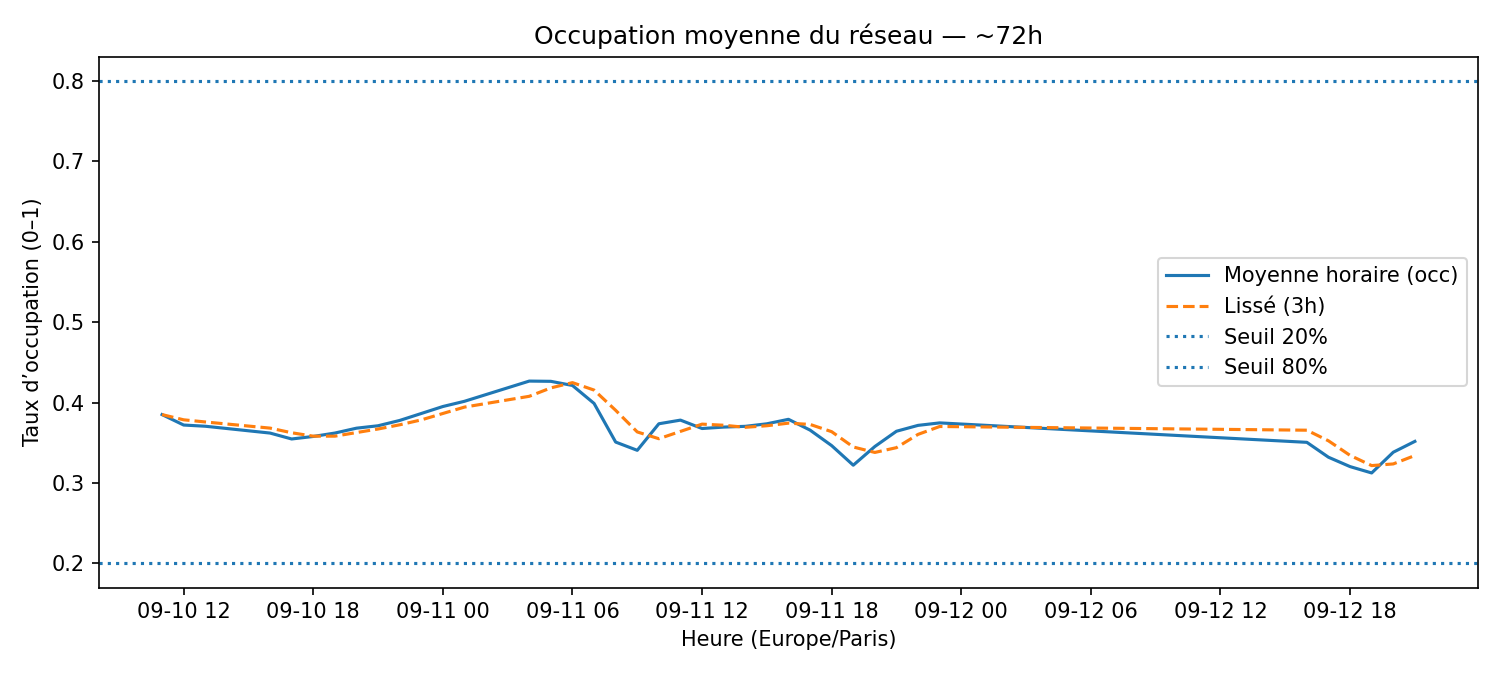 Occupation moyenne du réseau — ~72h
Taux d’occupation (0–1)
0.8
0.7
0.6
0.5
0.4
0.3
0.2
Moyenne horaire (occ)
Lissé (3h)
Seuil 20%
Seuil 80%
09-10 12 09-10 18 09-11 00 09-11 06 09-11 12 09-11 18 09-12 00 09-12 06 09-12 12 09-12 18
Heure (Europe/Paris)